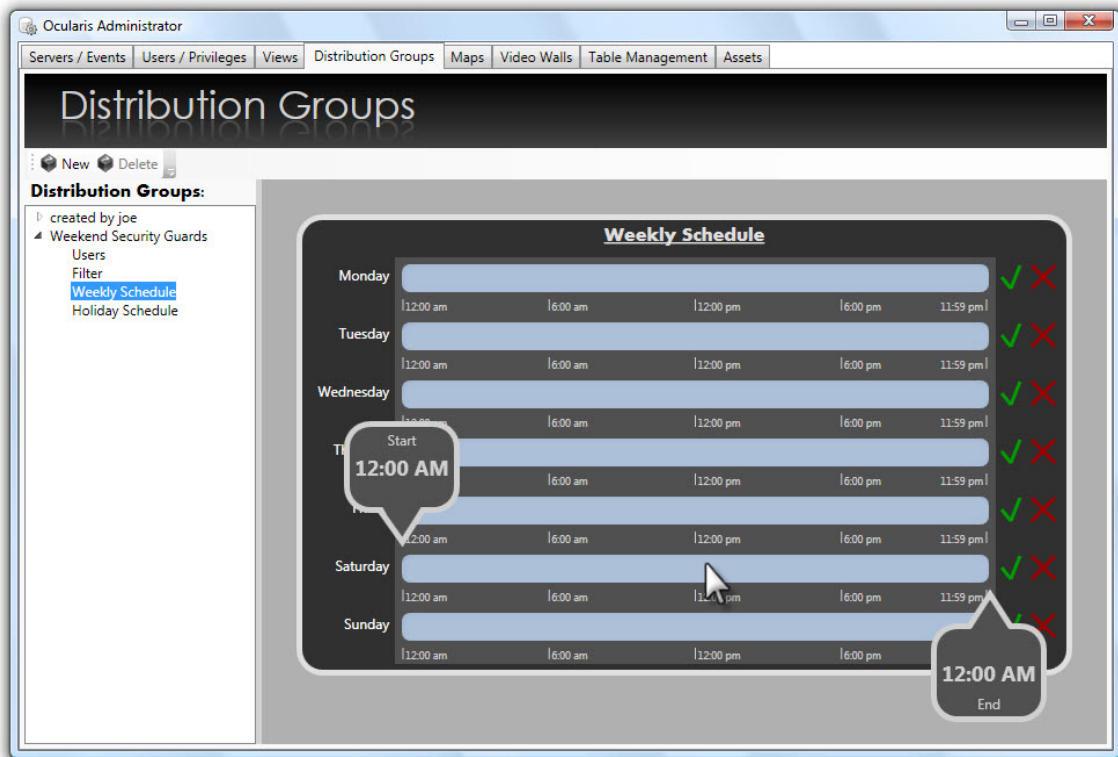 Ocularis Administrator
Servers / Events Users / Privileges Views Distribution Groups Maps Video Walls Table Management Assets
Distribution Groups
New Delete
Distribution Groups:
created by joe
Weekend Security Guards
Users
Filter
Weekly Schedule
Holiday Schedule
Weekly Schedule
Monday
12:00 am 6:00 am 12:00 pm 6:00 pm 11:59 pm
Tuesday
12:00 am 6:00 am 12:00 pm 6:00 pm 11:59 pm
Wednesday
6:00 am 12:00 pm 6:00 pm 11:59 pm
Start
12:00 AM
6:00 am 12:00 pm 6:00 pm 11:59 pm
12:00 am 6:00 am 12:00 pm 6:00 pm 11:59 pm
Saturday
12:00 am 6:00 am 6:00 pm 11:59 pm
Sunday
12:00 am 6:00 am 12:00 pm 6:00 pm
12:00 AM
End